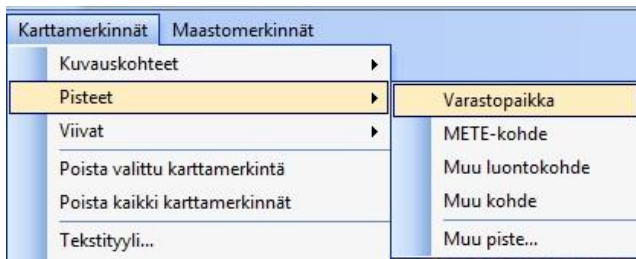 Karttamerkinnät Maastomerkinnät
Kuvauskohteet
Pisteet
Viivat
Poista valittu karttamerkintä
Poista kaikki karttamerkinnät
Tekstityyli...
Varastopaikka
METE-kohde
Muu luontokohde
Muu kohde
Muu piste...